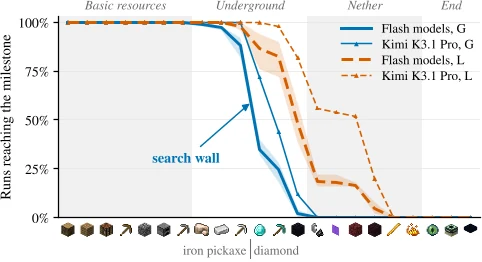 Basic resources Underground Nether End
Runs reaching the milestone
100%
75%
50%
25%
0%
Flash models, G
Kimi K3.1 Pro, G
Flash models, L
Kimi K3.1 Pro, L
search wall
iron pickaxe diamond